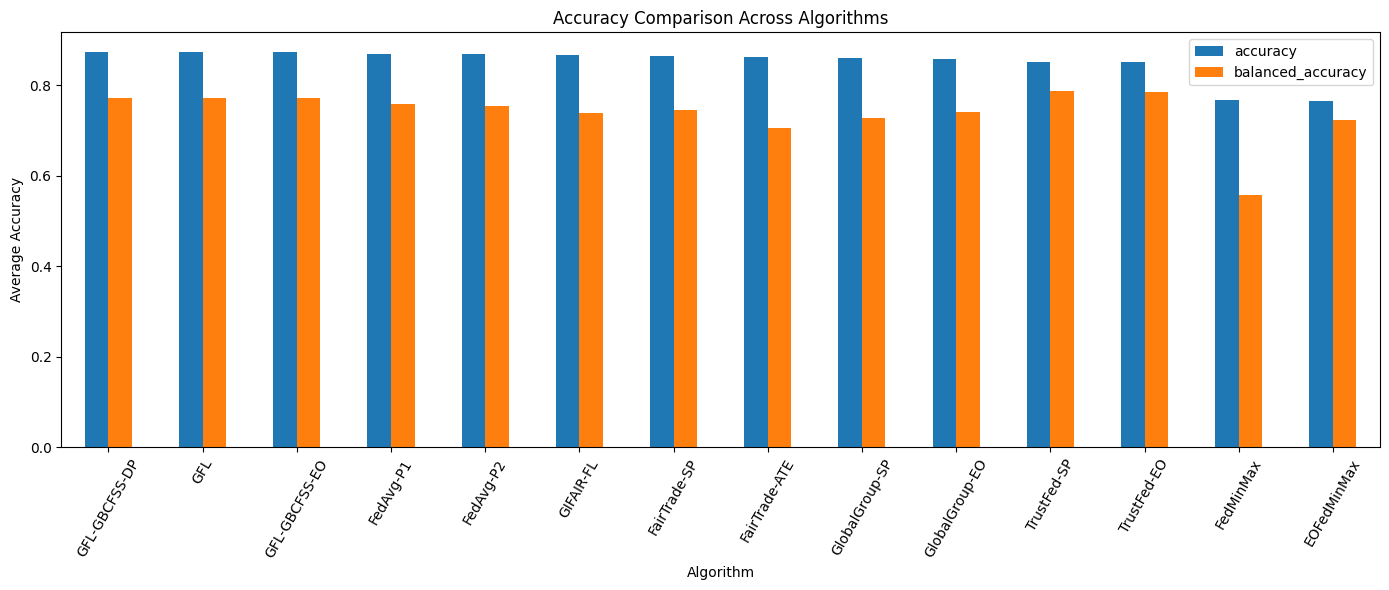 Accuracy Comparison Across Algorithms
accuracy
balanced_accuracy
Average Accuracy
0.8
0.6
0.4
0.2
0.0
GFL-GBCFSS-DP
GFL
GFL-GBCFSS-EO
FedAvg-P1
FedAvg-P2
GIFAIR-FL
FairTrade-SP
FairTrade-ATE
GlobalGroup-SP
GlobalGroup-EO
TrustFed-SP
TrustFed-EO
FedMinMax
EOFedMinMax
Algorithm